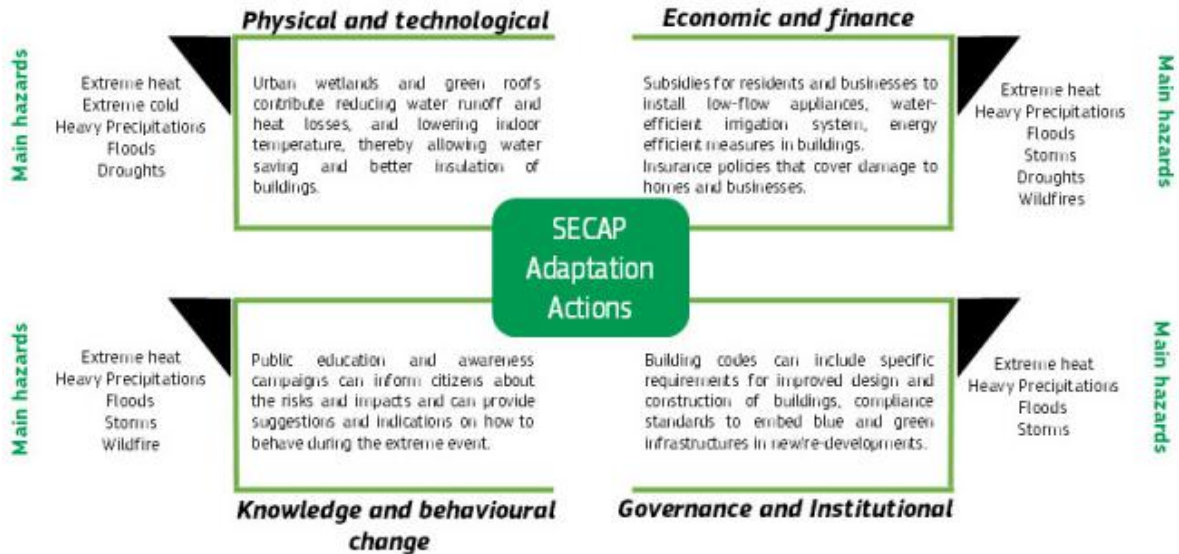 Physical and technological
Main hazards
Extreme heat
Extreme cold
Heavy Precipitations
Floods
Droughts
Urban wetlands and green roofs
contribute reducing water runoff and
heat losses, and lowering indoor
temperature, thereby allowing water
saving and better insulation of
buildings.
Economic and finance
Subsidies for residents and businesses to
install low-flow appliances, water-
efficient irrigation system, energy
efficient measures in buildings.
Insurance policies that cover damage to
homes and businesses.
Extreme heat
Heavy Precipitations
Floods
Storms
Droughts
Wildfires
Main hazards
SECAP
Adaptation
Actions
Main hazards
Extreme heat
Heavy Precipitations
Floods
Storms
Wildfire
Public education and awareness
campaigns can inform citizens about
the risks and impacts and can provide
suggestions and indications on how to
behave during the extreme event.
Knowledge and behavioural
change
Building codes can include specific
requirements for improved design and
construction of buildings, compliance
standards to embed blue and green
infrastructures in new/re-developments.
Governance and Institutional
Extreme heat
Heavy Precipitations
Floods
Storms
Main hazards